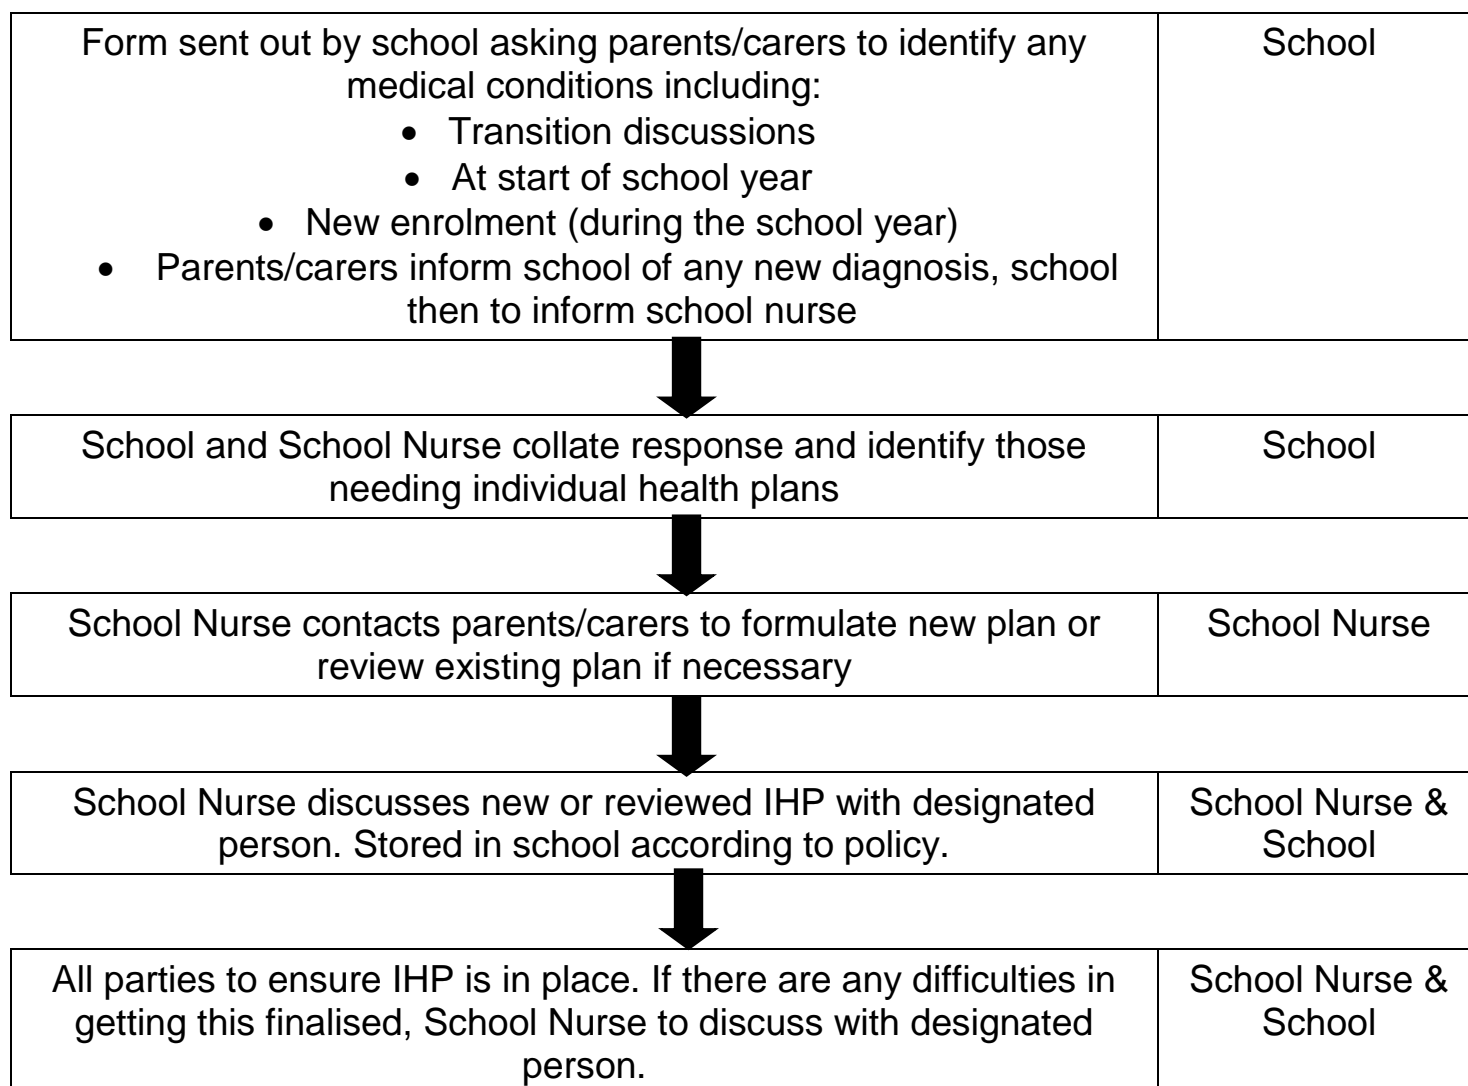 Form sent out by school asking parents/carers to identify any
medical conditions including:
• Transition discussions
• At start of school year
• New enrolment (during the school year)
• Parents/carers inform school of any new diagnosis, school
then to inform school nurse
School
School and School Nurse collate response and identify those
needing individual health plans
School
School Nurse contacts parents/carers to formulate new plan or
review existing plan if necessary
School Nurse
School Nurse discusses new or reviewed IHP with designated
person. Stored in school according to policy.
School Nurse &
School
All parties to ensure IHP is in place. If there are any difficulties in
getting this finalised, School Nurse to discuss with designated
person.
School Nurse &
School